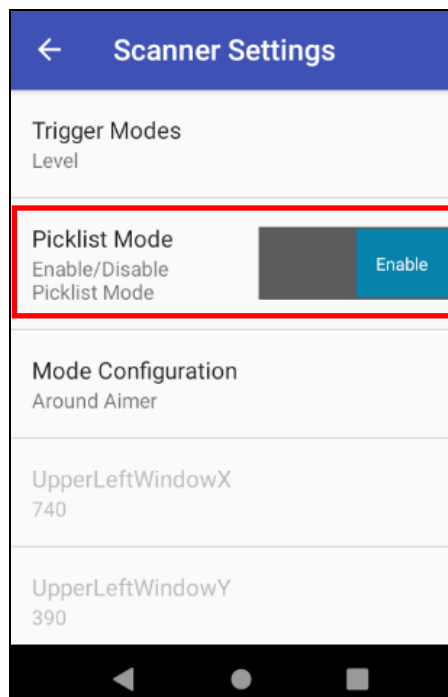 Scanner Settings
Trigger Modes
Level
Picklist Mode
Enable/Disable
Picklist Mode
Enable
Mode Configuration
Around Aimer
UpperLeftWindowX
740
UpperLeftWindowY
390